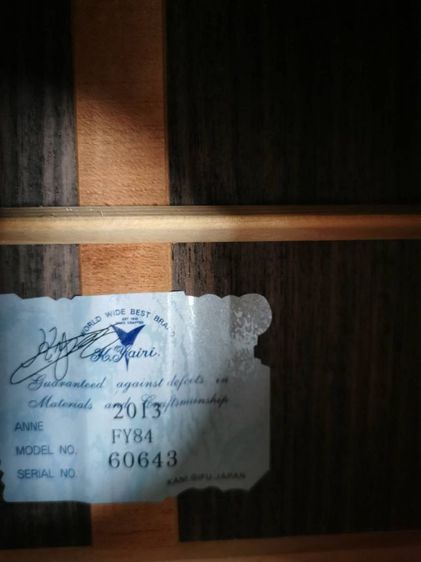 WORLD WIDE BEST BRAND
K.Yairi
Guaranteed against defects in
Materials and Craftsmanship
ANNE 2013
MODEL NO. FY84
SERIAL NO. 60643
KANI.GIFU.JAPAN